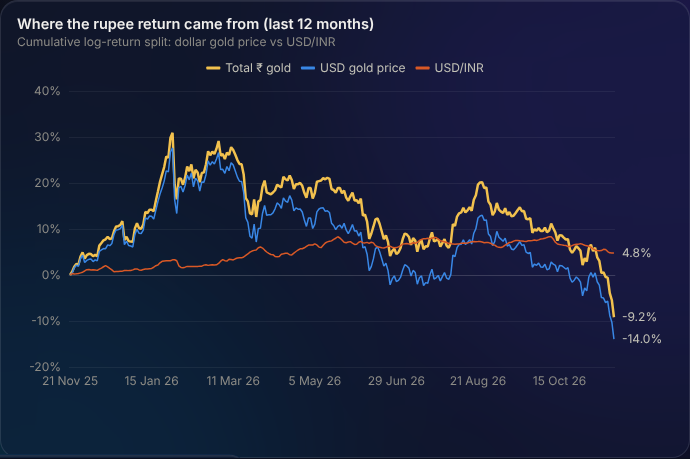 Where the rupee return came from (last 12 months)
Cumulative log-return split: dollar gold price vs USD/INR
Total ₹ gold USD gold price USD/INR
40%
30%
20%
10%
0%
-10%
-20%
4.8%
-9.2%
-14.0%
21 Nov 25 15 Jan 26 11 Mar 26 5 May 26 29 Jun 26 21 Aug 26 15 Oct 26